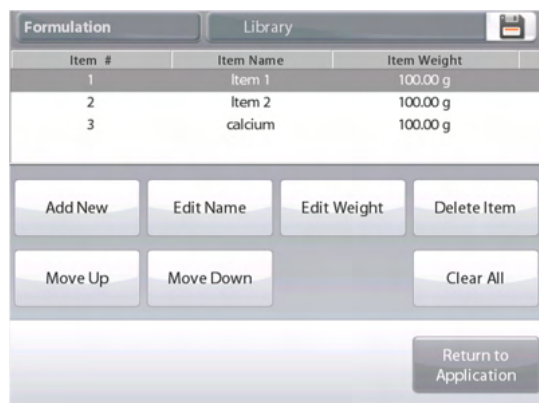 Formulation Library
Item # Item Name Item Weight
1 Item 1 100.00 g
2 Item 2 100.00 g
3 calcium 100.00 g
Add New Edit Name Edit Weight Delete Item
Move Up Move Down Clear All
Return to
Application